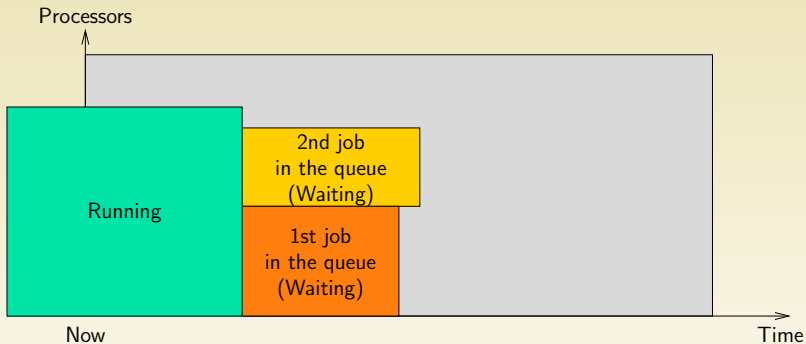 Processors
2nd job
in the queue
(Waiting)
Running
1st job
in the queue
(Waiting)
Now
Time